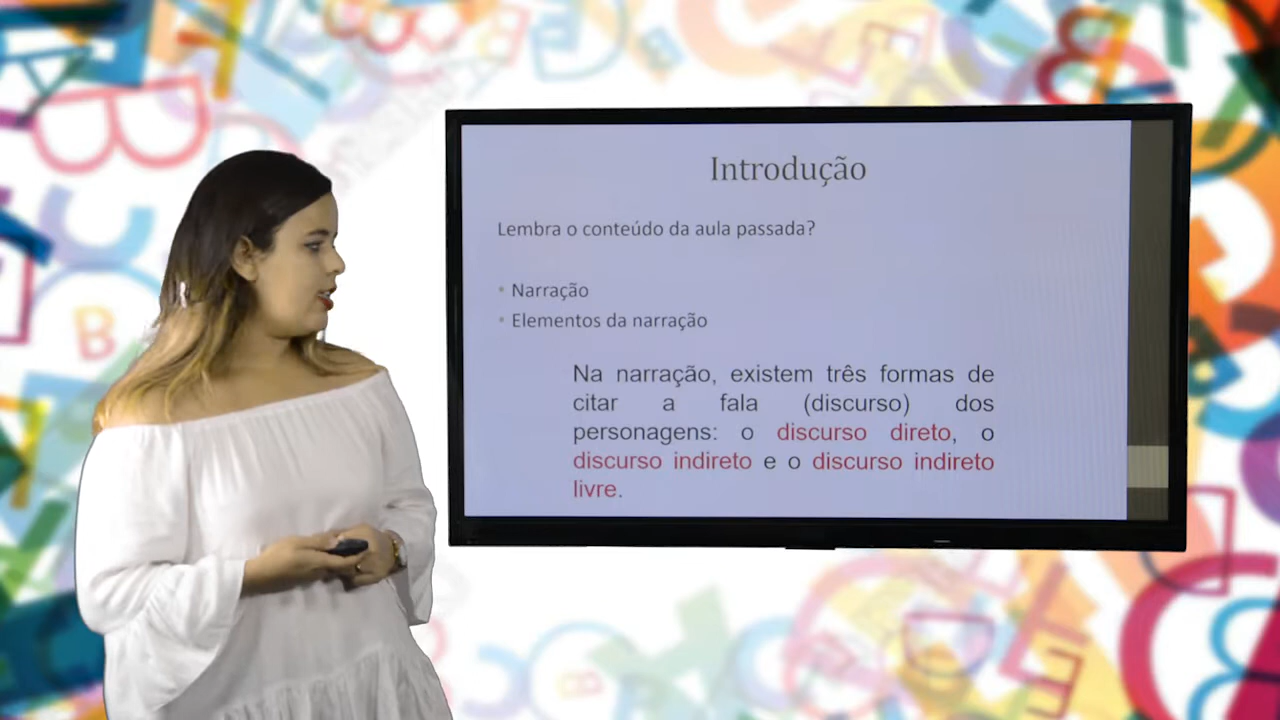 Introdução
Lembra o conteúdo da aula passada?
• Narração
• Elementos da narração
Na narração, existem três formas de
citar a fala (discurso) dos
personagens: o discurso direto, o
discurso indireto e o discurso indireto
livre.